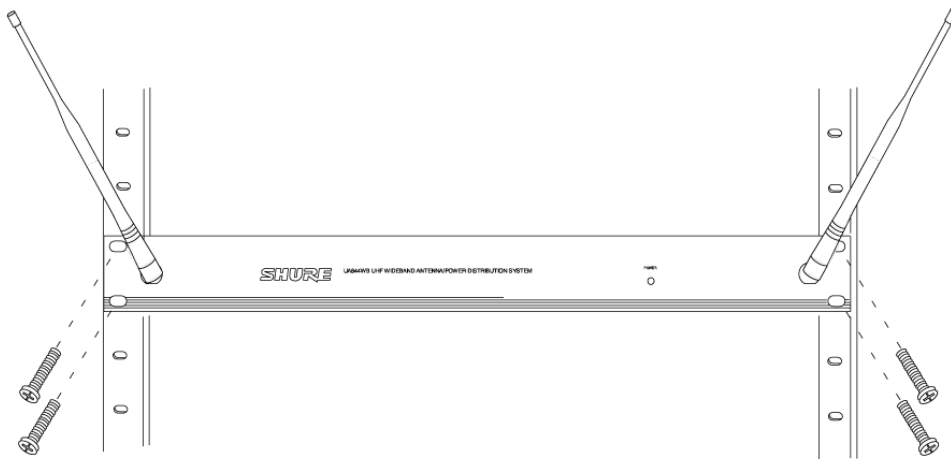 SHURE UA844WB UHF WIDEBAND ANTENNA/POWER DISTRIBUTION SYSTEM
POWER